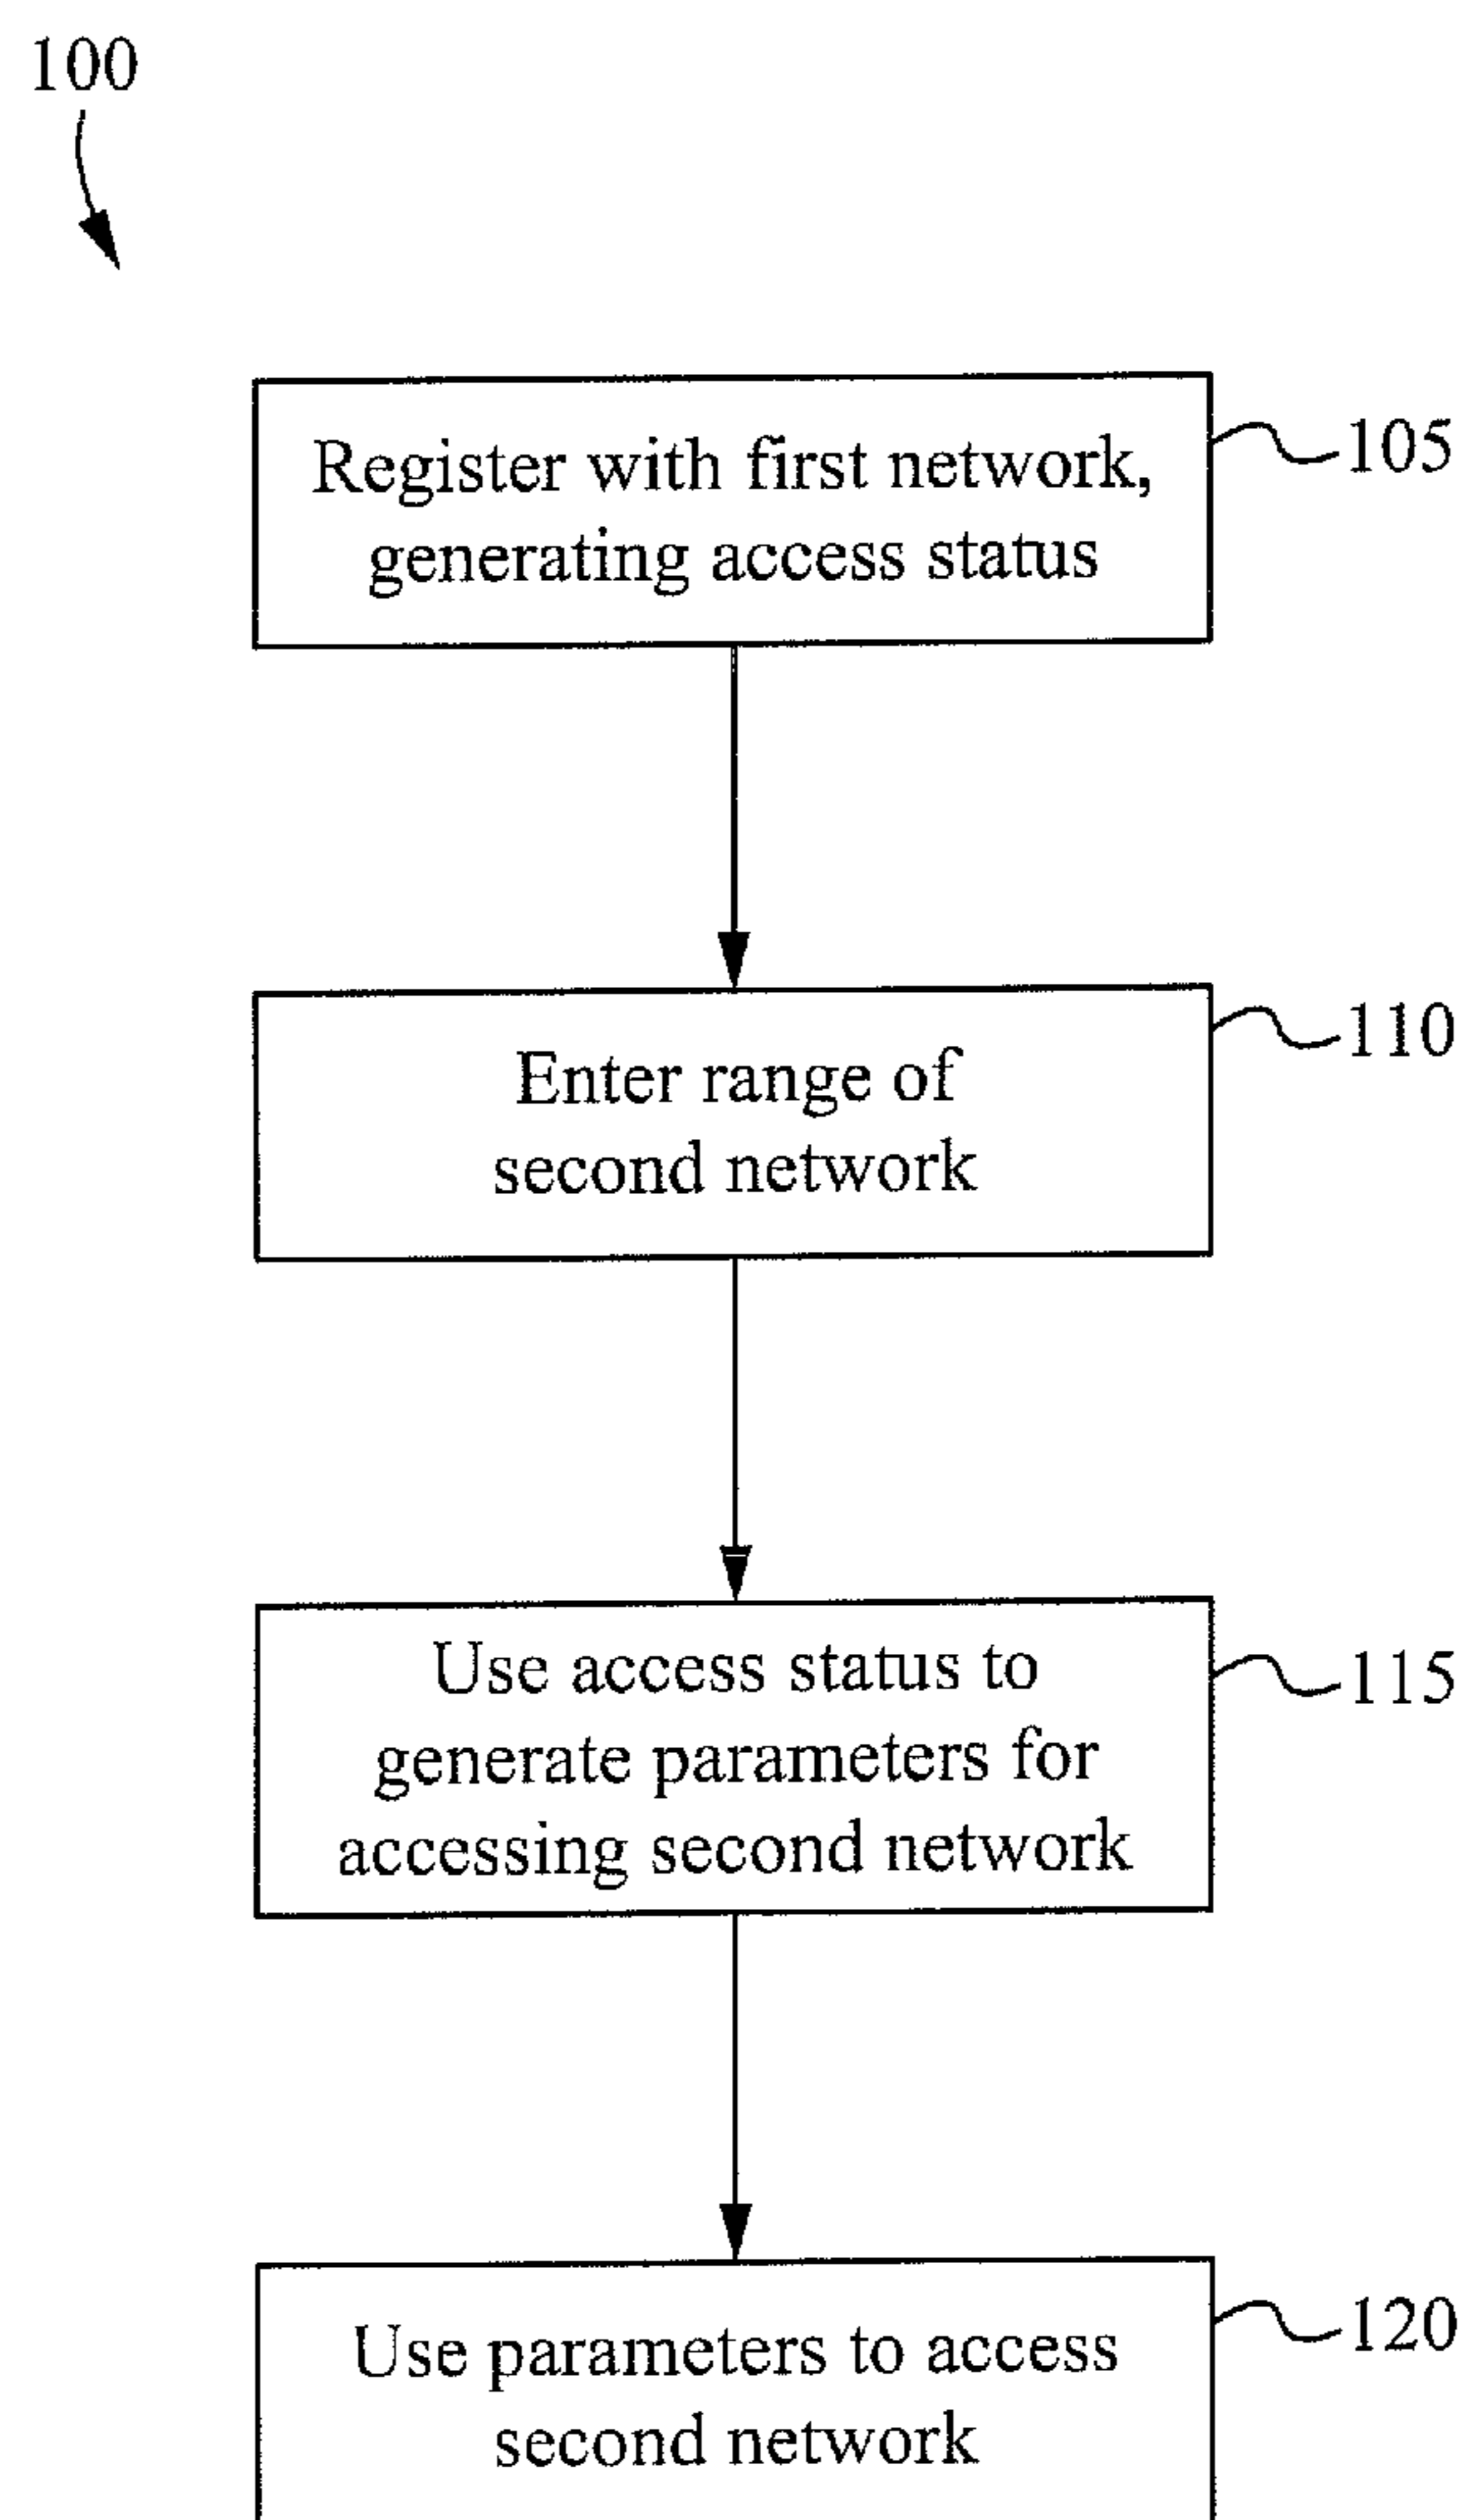 100
Register with first network,
generating access status
105
Enter range of
second network
110
Use access status to
generate parameters for
accessing second network
115
Use parameters to access
second network
120